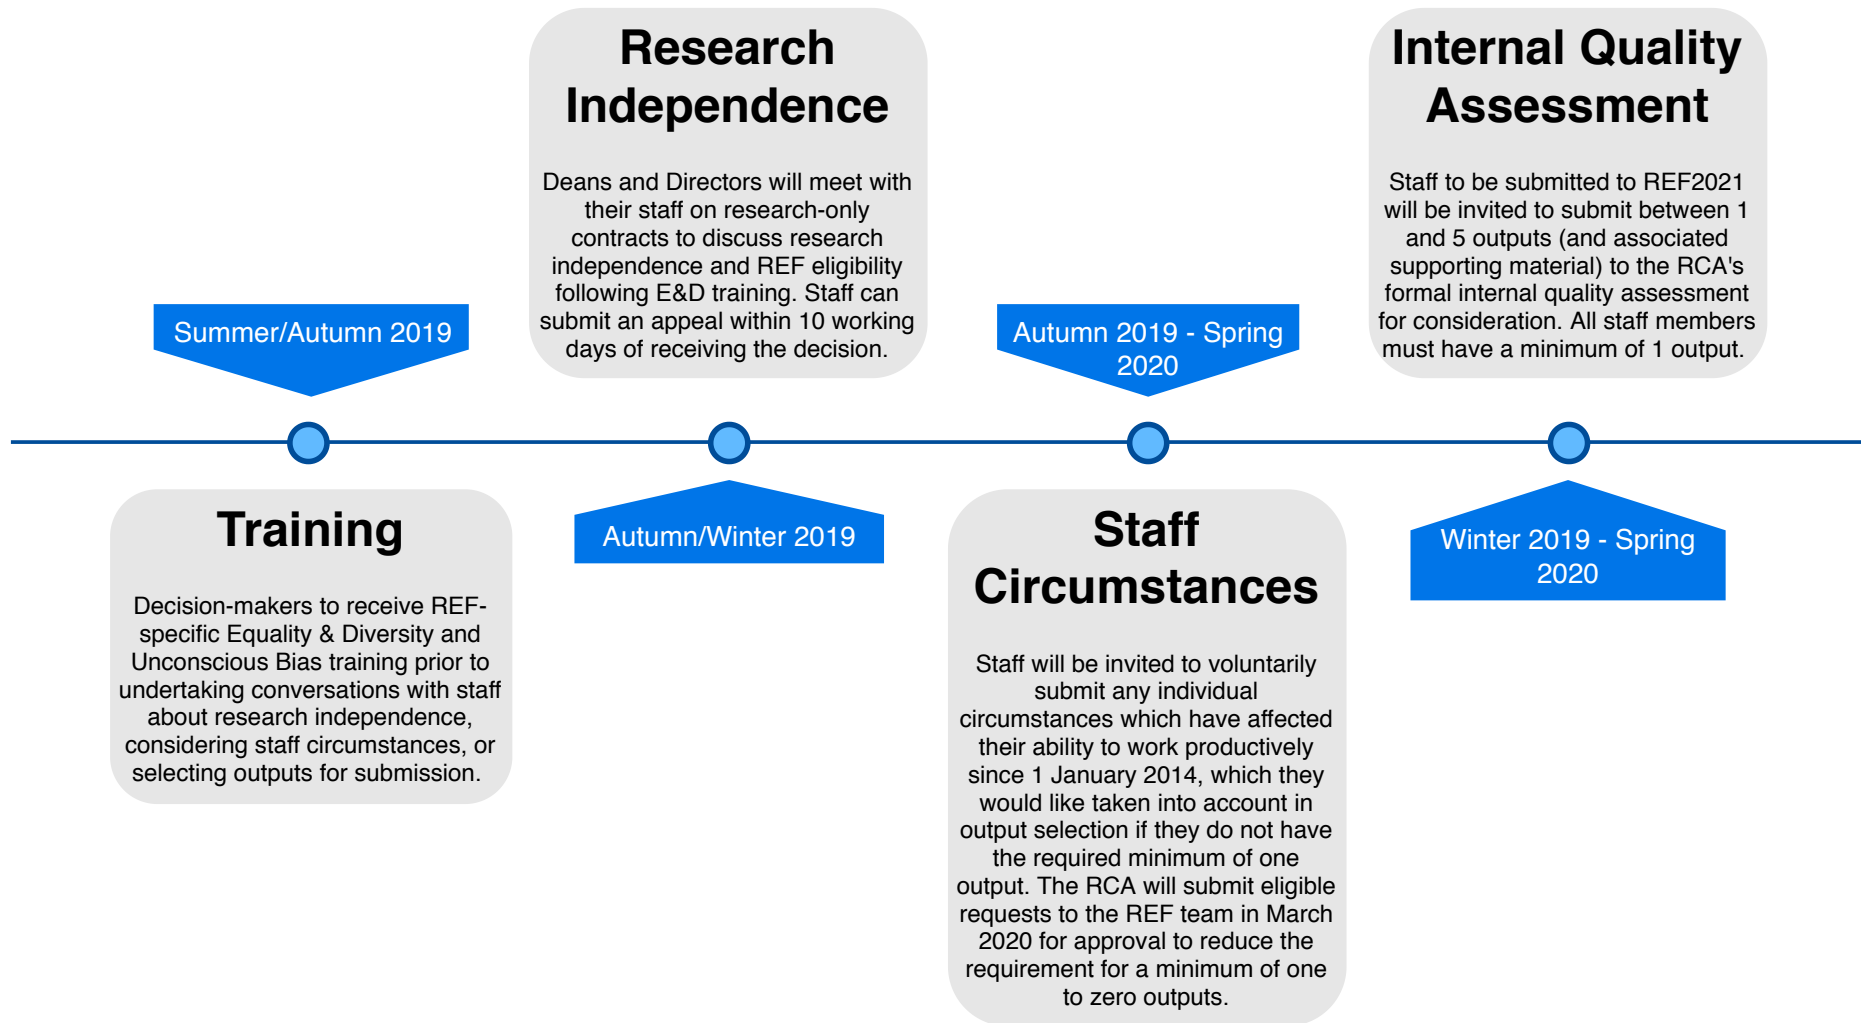 Summer/Autumn 2019
Training
Decision-makers to receive REF-
specific Equality & Diversity and
Unconscious Bias training prior to
undertaking conversations with staff
about research independence,
considering staff circumstances, or
selecting outputs for submission.
Research
Independence
Deans and Directors will meet with
their staff on research-only
contracts to discuss research
independence and REF eligibility
following E&D training. Staff can
submit an appeal within 10 working
days of receiving the decision.
Autumn/Winter 2019
Autumn 2019 - Spring
2020
Staff
Circumstances
Staff will be invited to voluntarily
submit any individual
circumstances which have affected
their ability to work productively
since 1 January 2014, which they
would like taken into account in
output selection if they do not have
the required minimum of one
output. The RCA will submit eligible
requests to the REF team in March
2020 for approval to reduce the
requirement for a minimum of one
to zero outputs.
Internal Quality
Assessment
Staff to be submitted to REF2021
will be invited to submit between 1
and 5 outputs (and associated
supporting material) to the RCA's
formal internal quality assessment
for consideration. All staff members
must have a minimum of 1 output.
Winter 2019 - Spring
2020